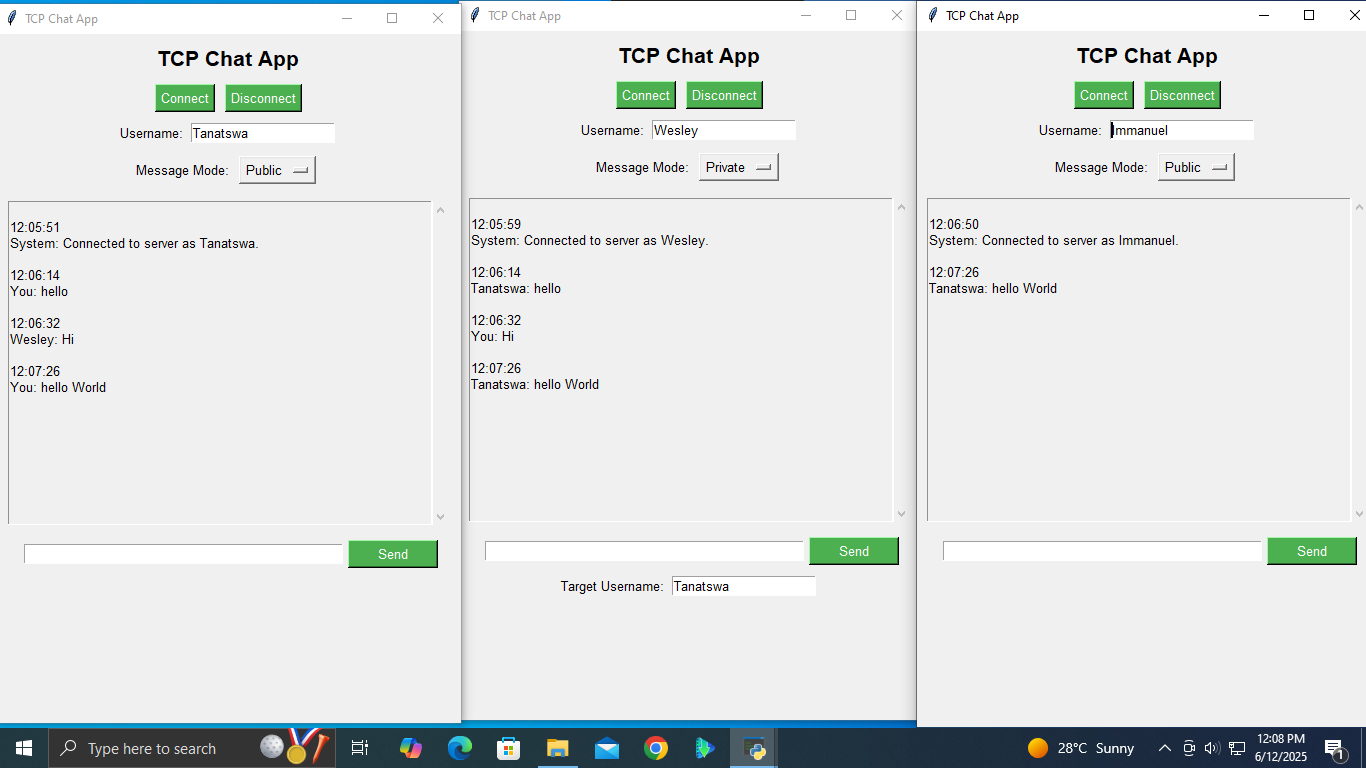 TCP Chat App
TCP Chat App
Connect Disconnect
Username: Tanatswa
Message Mode: Public
12:05:51
System: Connected to server as Tanatswa.
12:06:14
You: hello
12:06:32
Wesley: Hi
12:07:26
You: hello World
Send
TCP Chat App
TCP Chat App
Connect Disconnect
Username: Wesley
Message Mode: Private
12:05:59
System: Connected to server as Wesley.
12:06:14
Tanatswa: hello
12:06:32
You: Hi
12:07:26
Tanatswa: hello World
Send
Target Username: Tanatswa
TCP Chat App
TCP Chat App
Connect Disconnect
Username: Immanuel
Message Mode: Public
12:06:50
System: Connected to server as Immanuel.
12:07:26
Tanatswa: hello World
Send
Type here to search
28°C Sunny
12:08 PM
6/12/2025
1